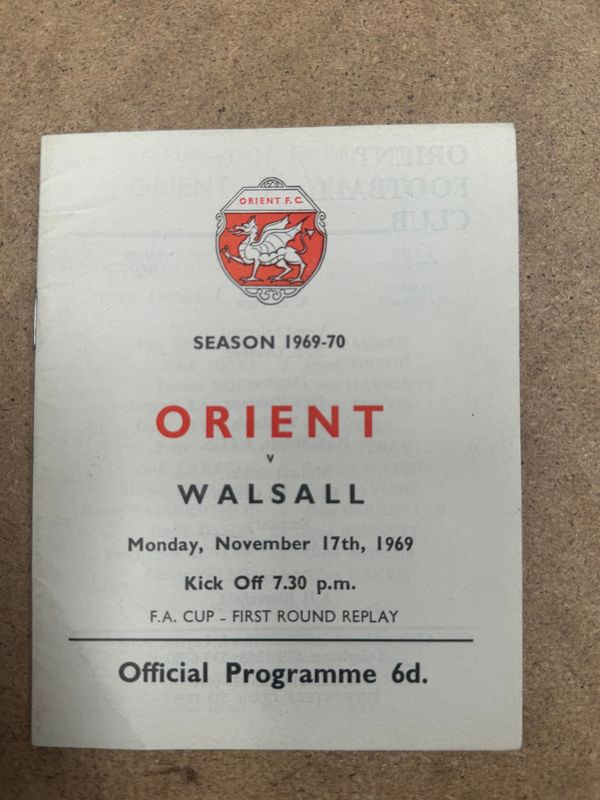 ORIENT F.C.
SEASON 1969-70
ORIENT
v
WALSALL
Monday, November 17th, 1969
Kick Off 7.30 p.m.
F.A. CUP - FIRST ROUND REPLAY
Official Programme 6d.